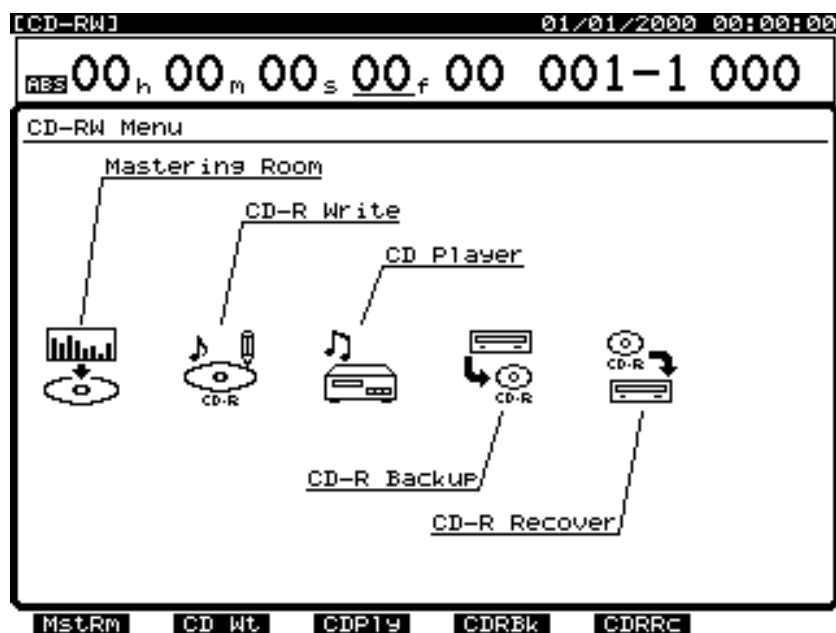 [CD-RW] 01/01/2000 00:00:00
ABS 00h 00m 00s 00f 00 001-1 000
CD-RW Menu
Mastering Room
CD-R Write
CD Player
CD-R
CD-R
CD-R
CD-R Backup
CD-R Recover
MstRm CD Wt CDPly CDRBk CDRRc